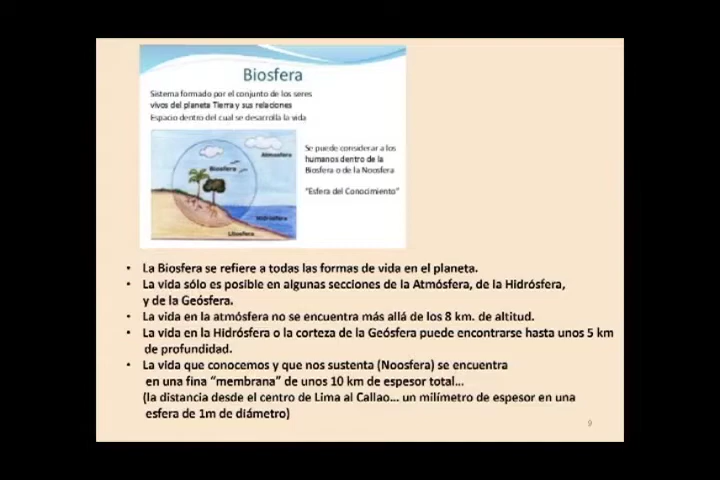 Biosfera
Sistema formado por el conjunto de los seres
vivos del planeta Tierra y sus relaciones
Espacio dentro del cual se desarrolla la vida
Atmosfera
Biosfera
Hidrosfera
Litosfera
Se puede considerar a los
humanos dentro de la
Biosfera o de la Noosfera
"Esfera del Conocimiento"
• La Biosfera se refiere a todas las formas de vida en el planeta.
• La vida sólo es posible en algunas secciones de la Atmósfera, de la Hidrósfera,
y de la Geósfera.
• La vida en la atmósfera no se encuentra más allá de los 8 km. de altitud.
• La vida en la Hidrósfera o la corteza de la Geósfera puede encontrarse hasta unos 5 km
de profundidad.
• La vida que conocemos y que nos sustenta (Noosfera) se encuentra
en una fina “membrana” de unos 10 km de espesor total...
(la distancia desde el centro de Lima al Callao... un milímetro de espesor en una
esfera de 1m de diámetro)
9